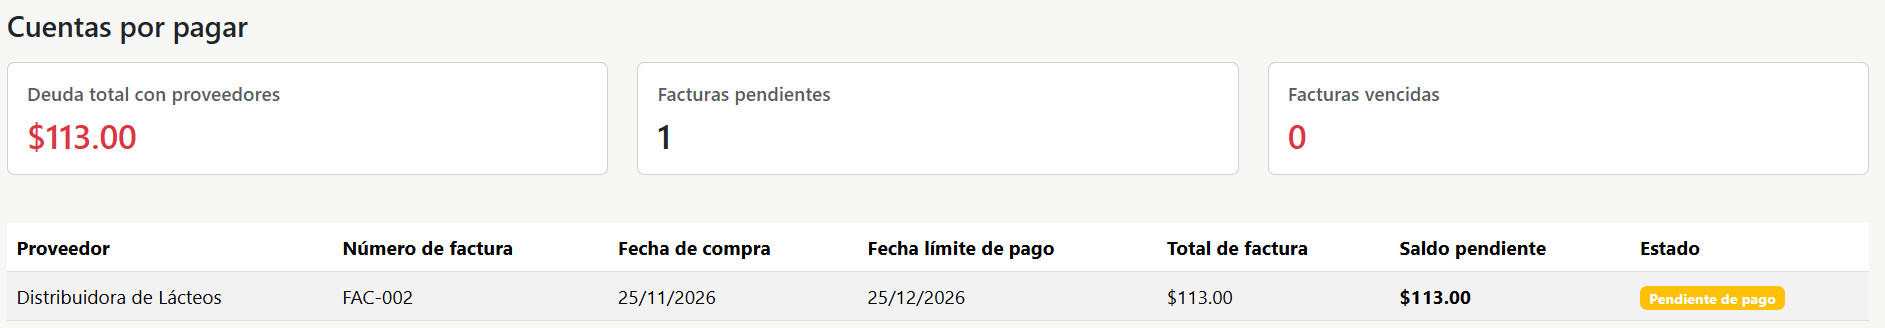 Cuentas por pagar
Deuda total con proveedores
$113.00
Facturas pendientes
1
Facturas vencidas
0
Proveedor Número de factura Fecha de compra Fecha límite de pago Total de factura Saldo pendiente Estado
Distribuidora de Lácteos FAC-002 25/11/2026 25/12/2026 $113.00 $113.00 Pendiente de pago